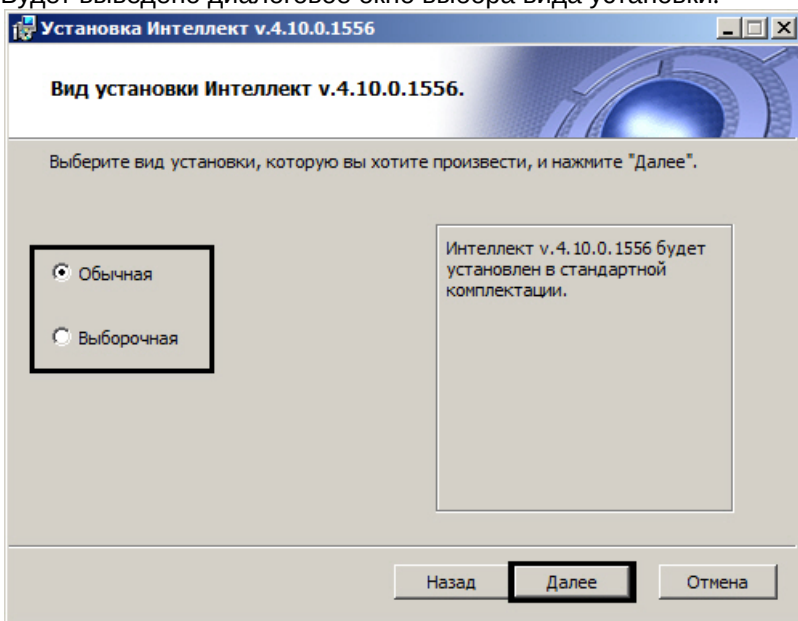 Будет выведено диалоговое окно выбора вида установки.
Установка Интеллект v.4.10.0.1556
Вид установки Интеллект v.4.10.0.1556.
Выберите вид установки, которую вы хотите произвести, и нажмите "Далее".
Обычная
Выборочная
Интеллект v.4.10.0.1556 будет
установлен в стандартной
комплектации.
Назад
Далее
Отмена